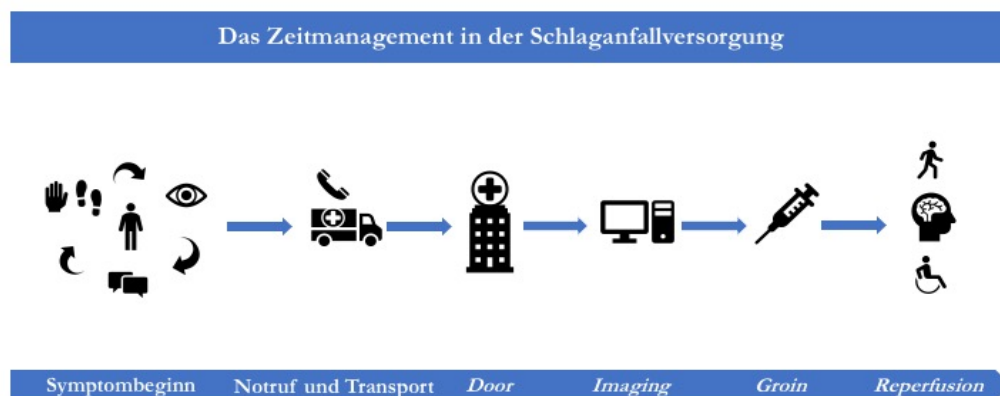 Das Zeitmanagement in der Schlaganfallversorgung
Symptombeginn Notruf und Transport Door Imaging Groin Reperfusion